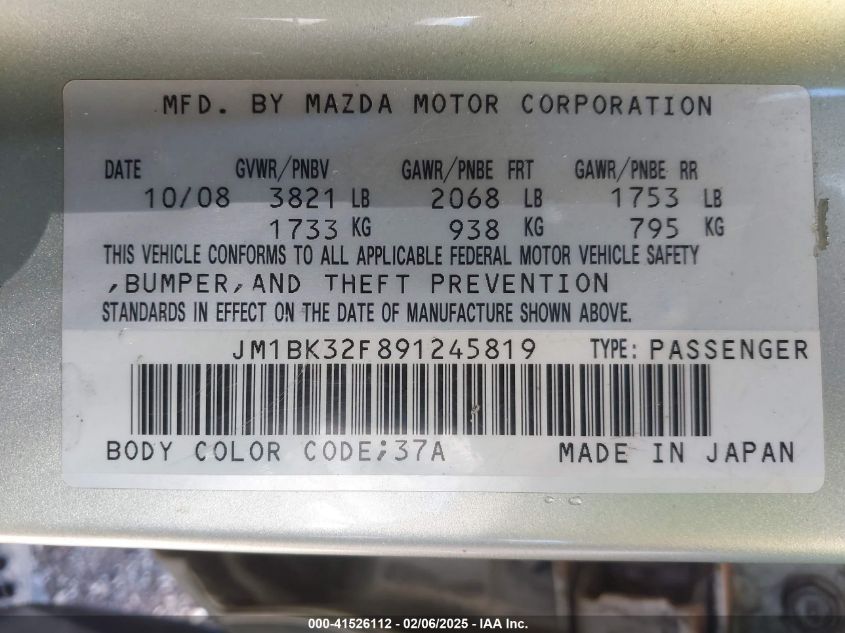 MFD. BY MAZDA MOTOR CORPORATION
DATE GVWR/PNBV GAWR/PNBE FRT GAWR/PNBE RR
10/08 3821 LB 2068 LB 1753 LB
1733 KG 938 KG 795 KG
THIS VEHICLE CONFORMS TO ALL APPLICABLE FEDERAL MOTOR VEHICLE SAFETY
,BUMPER,AND THEFT PREVENTION
STANDARDS IN EFFECT ON THE DATE OF MANUFACTURE SHOWN ABOVE.
JM1BK32F891245819 TYPE: PASSENGER
BODY COLOR CODE;37A MADE IN JAPAN
000-41526112 - 02/06/2025 - IAA Inc.